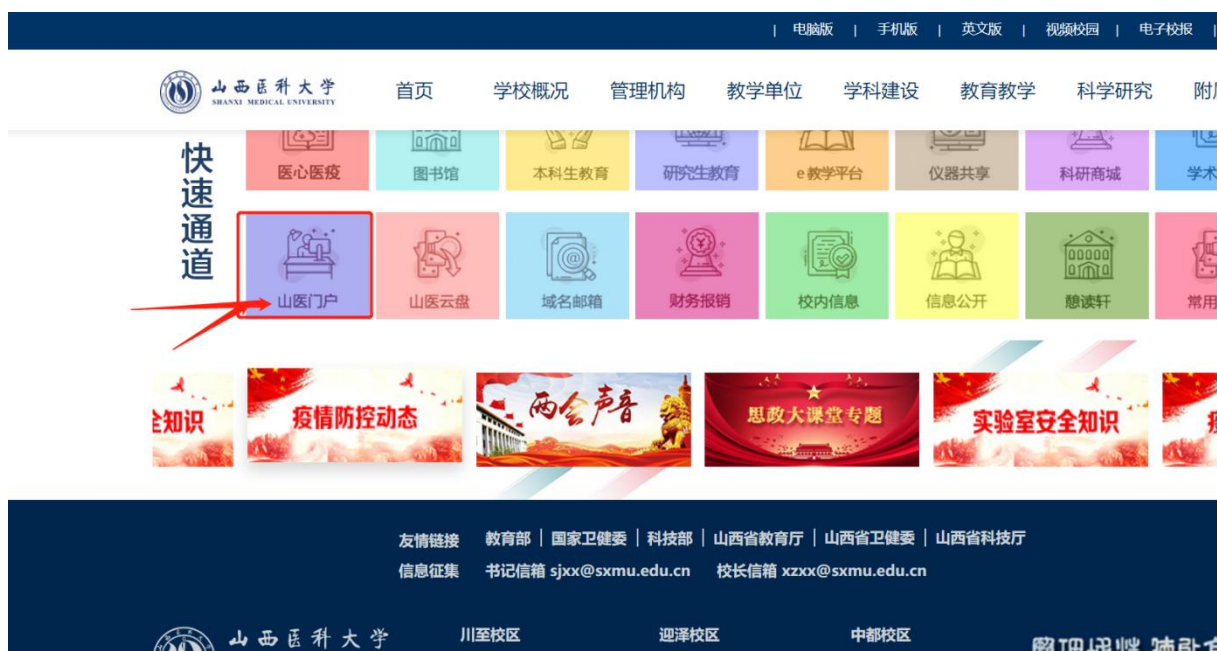 | 电脑版 | 手机版 | 英文版 | 视频校园 | 电子校报 |
山西医科大学
SHANXI MEDICAL UNIVERSITY
首页 学校概况 管理机构 教学单位 学科建设 教育教学 科学研究
快速通道
医心医疫 图书馆 本科生教育 研究生教育 e教学平台 仪器共享 科研商城 学术
山医门户 山医云盘 域名邮箱 财务报销 校内信息 信息公开 憩读轩 常用
全知识 疫情防控动态 两会声音 思政大课堂专题 实验室安全知识
友情链接 教育部 | 国家卫健委 | 科技部 | 山西省教育厅 | 山西省卫健委 | 山西省科技厅
信息征集 书记信箱 sjxx@sxmu.edu.cn 校长信箱 xzxx@sxmu.edu.cn
山西医科大学 川至校区 迎泽校区 中都校区